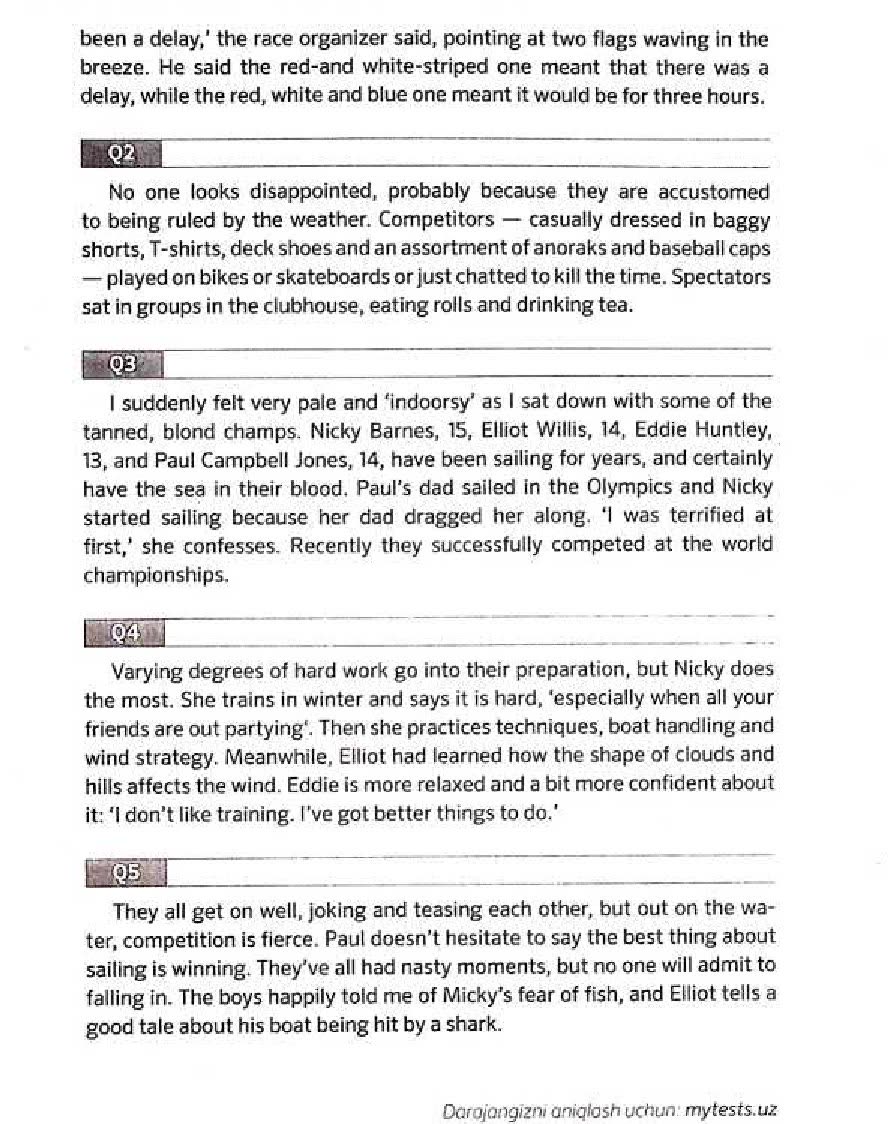 been a delay,' the race organizer said, pointing at two flags waving in the
breeze. He said the red-and white-striped one meant that there was a
delay, while the red, white and blue one meant it would be for three hours.
Q2
No one looks disappointed, probably because they are accustomed
to being ruled by the weather. Competitors — casually dressed in baggy
shorts, T-shirts, deck shoes and an assortment of anoraks and baseball caps
— played on bikes or skateboards or just chatted to kill the time. Spectators
sat in groups in the clubhouse, eating rolls and drinking tea.
Q3
I suddenly felt very pale and 'indoorsy' as I sat down with some of the
tanned, blond champs. Nicky Barnes, 15, Elliot Willis, 14, Eddie Huntley,
13, and Paul Campbell Jones, 14, have been sailing for years, and certainly
have the sea in their blood. Paul's dad sailed in the Olympics and Nicky
started sailing because her dad dragged her along. 'I was terrified at
first,' she confesses. Recently they successfully competed at the world
championships.
Q4
Varying degrees of hard work go into their preparation, but Nicky does
the most. She trains in winter and says it is hard, 'especially when all your
friends are out partying'. Then she practices techniques, boat handling and
wind strategy. Meanwhile, Elliot had learned how the shape of clouds and
hills affects the wind. Eddie is more relaxed and a bit more confident about
it: 'I don't like training. I've got better things to do.'
Q5
They all get on well, joking and teasing each other, but out on the wa-
ter, competition is fierce. Paul doesn't hesitate to say the best thing about
sailing is winning. They've all had nasty moments, but no one will admit to
falling in. The boys happily told me of Micky's fear of fish, and Elliot tells a
good tale about his boat being hit by a shark.
Darajangizni aniqlash uchun: mytests.uz